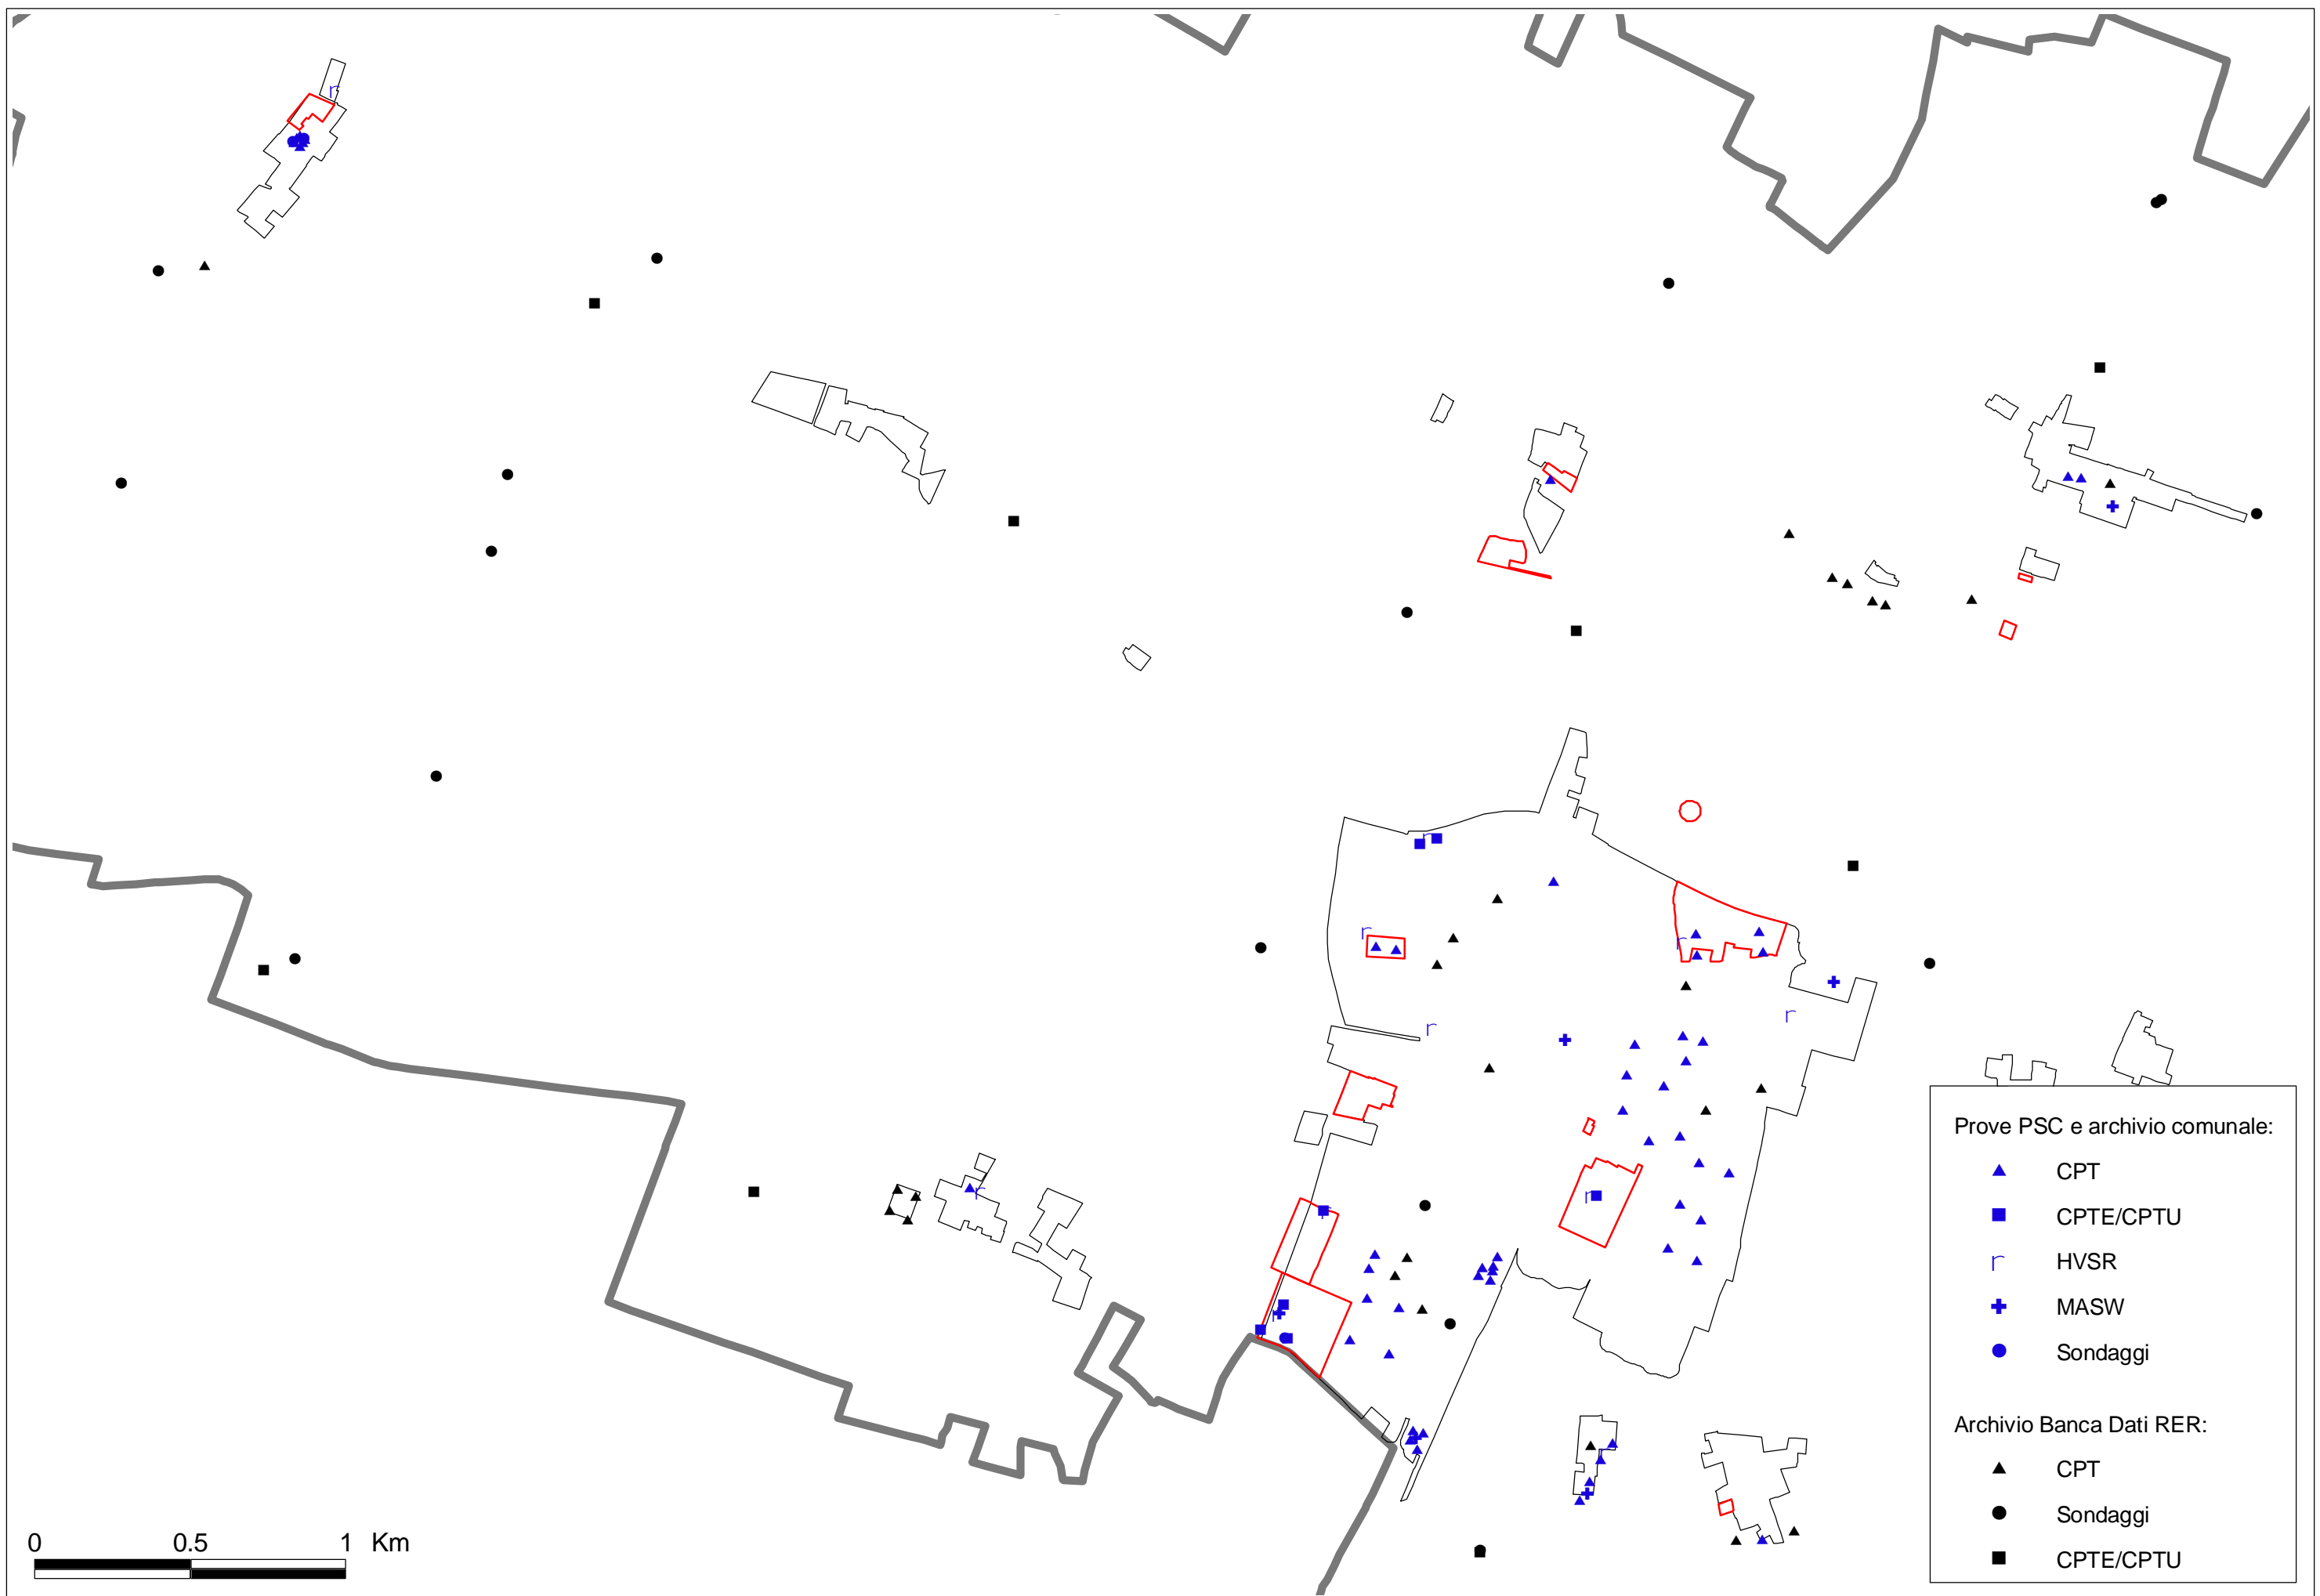 Prove PSC e archivio comunale:
CPT
CPTE/CPTU
r HVSR
MASW
Sondaggi
Archivio Banca Dati RER:
CPT
Sondaggi
CPTE/CPTU
0 0.5 1 Km
r
r
r
r
r
r
r
r
r
r
r